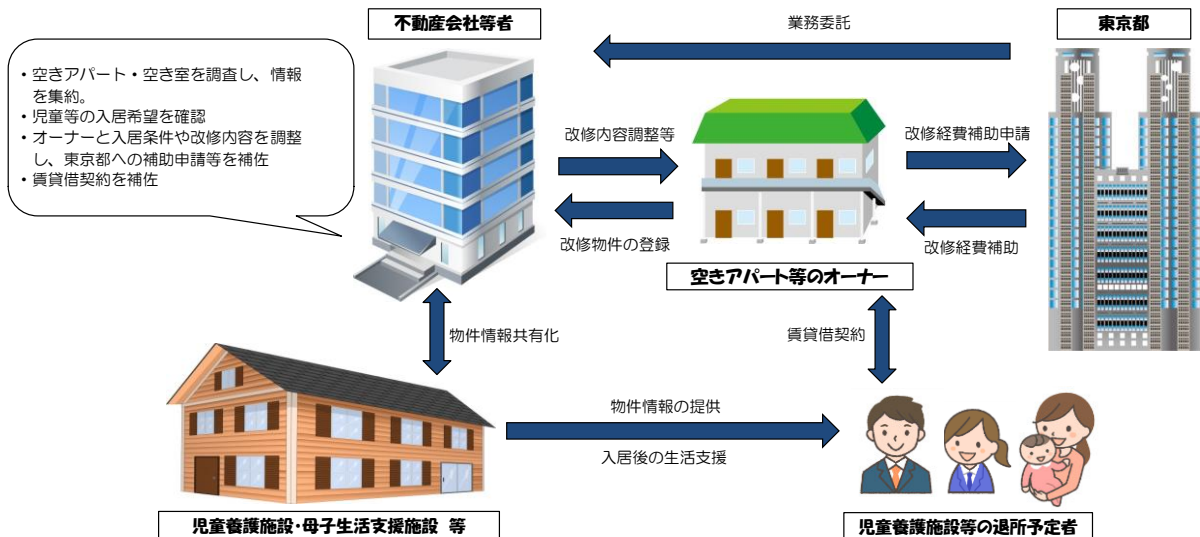 不動産会社等者
業務委託
東京都
・空きアパート・空き室を調査し、情報
を集約。
・児童等の入居希望を確認
・オーナーと入居条件や改修内容を調整
し、東京都への補助申請等を補佐
・賃貸借契約を補佐
改修内容調整等
改修経費補助申請
改修物件の登録
改修経費補助
空きアパート等のオーナー
物件情報共有化
賃貸借契約
物件情報の提供
入居後の生活支援
児童養護施設・母子生活支援施設 等
児童養護施設等の退所予定者